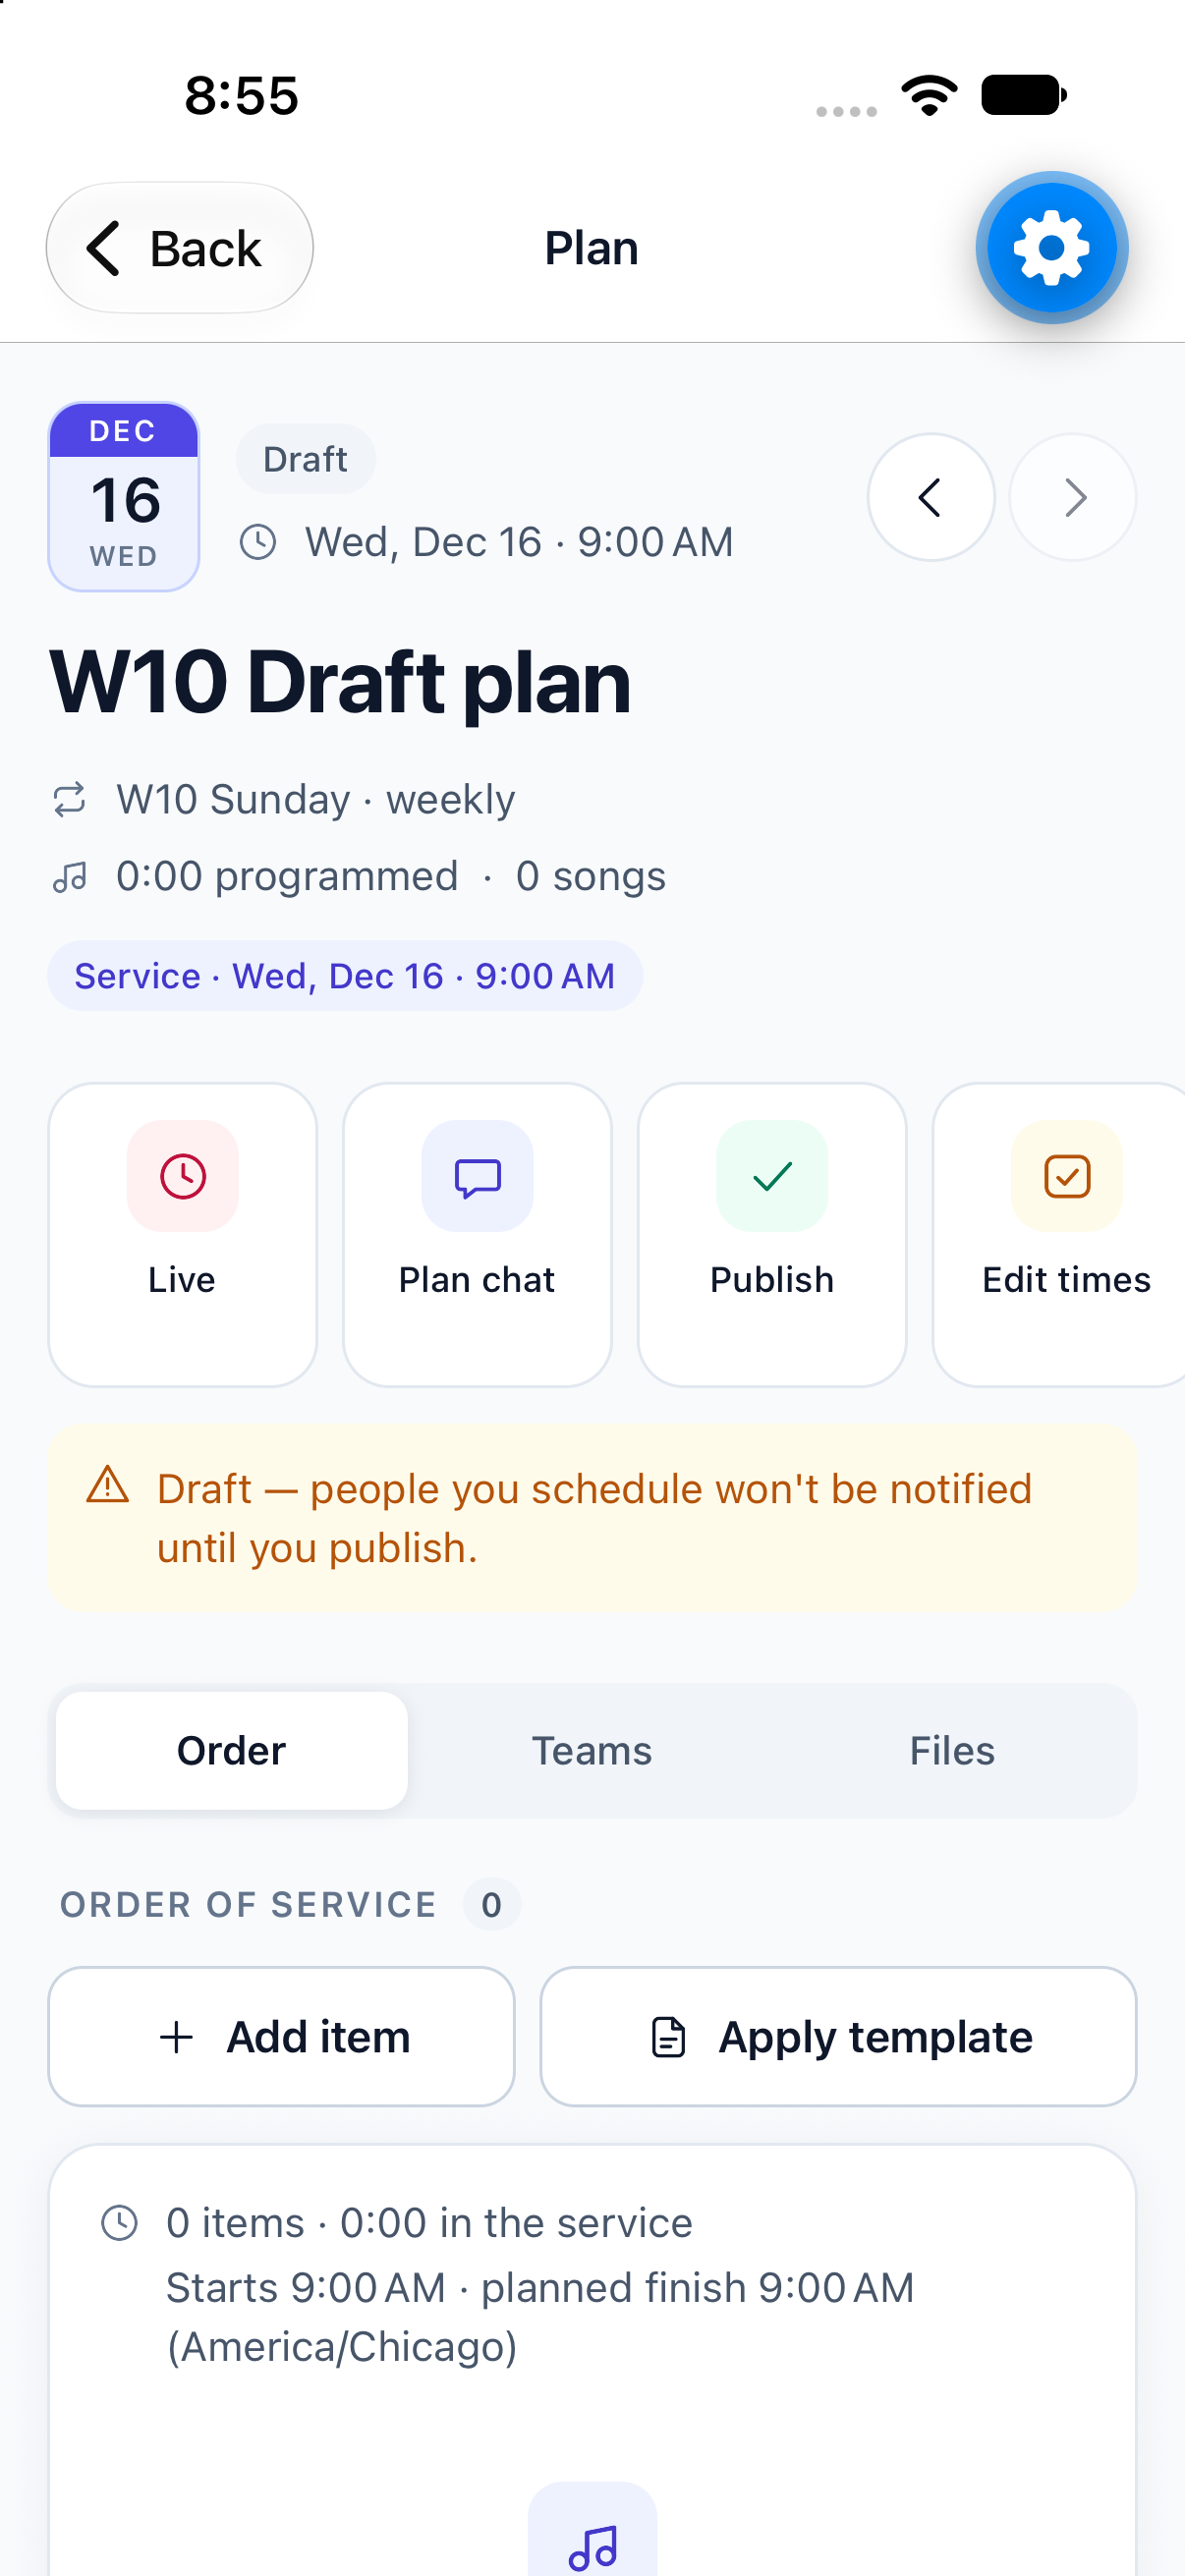 8:55
Back
Plan
DEC
16
WED
Draft
Wed, Dec 16 · 9:00 AM
W10 Draft plan
W10 Sunday · weekly
0:00 programmed · 0 songs
Service · Wed, Dec 16 · 9:00 AM
Live
Plan chat
Publish
Edit times
Draft — people you schedule won't be notified
until you publish.
Order
Teams
Files
ORDER OF SERVICE 0
Add item
Apply template
0 items · 0:00 in the service
Starts 9:00 AM · planned finish 9:00 AM
(America/Chicago)